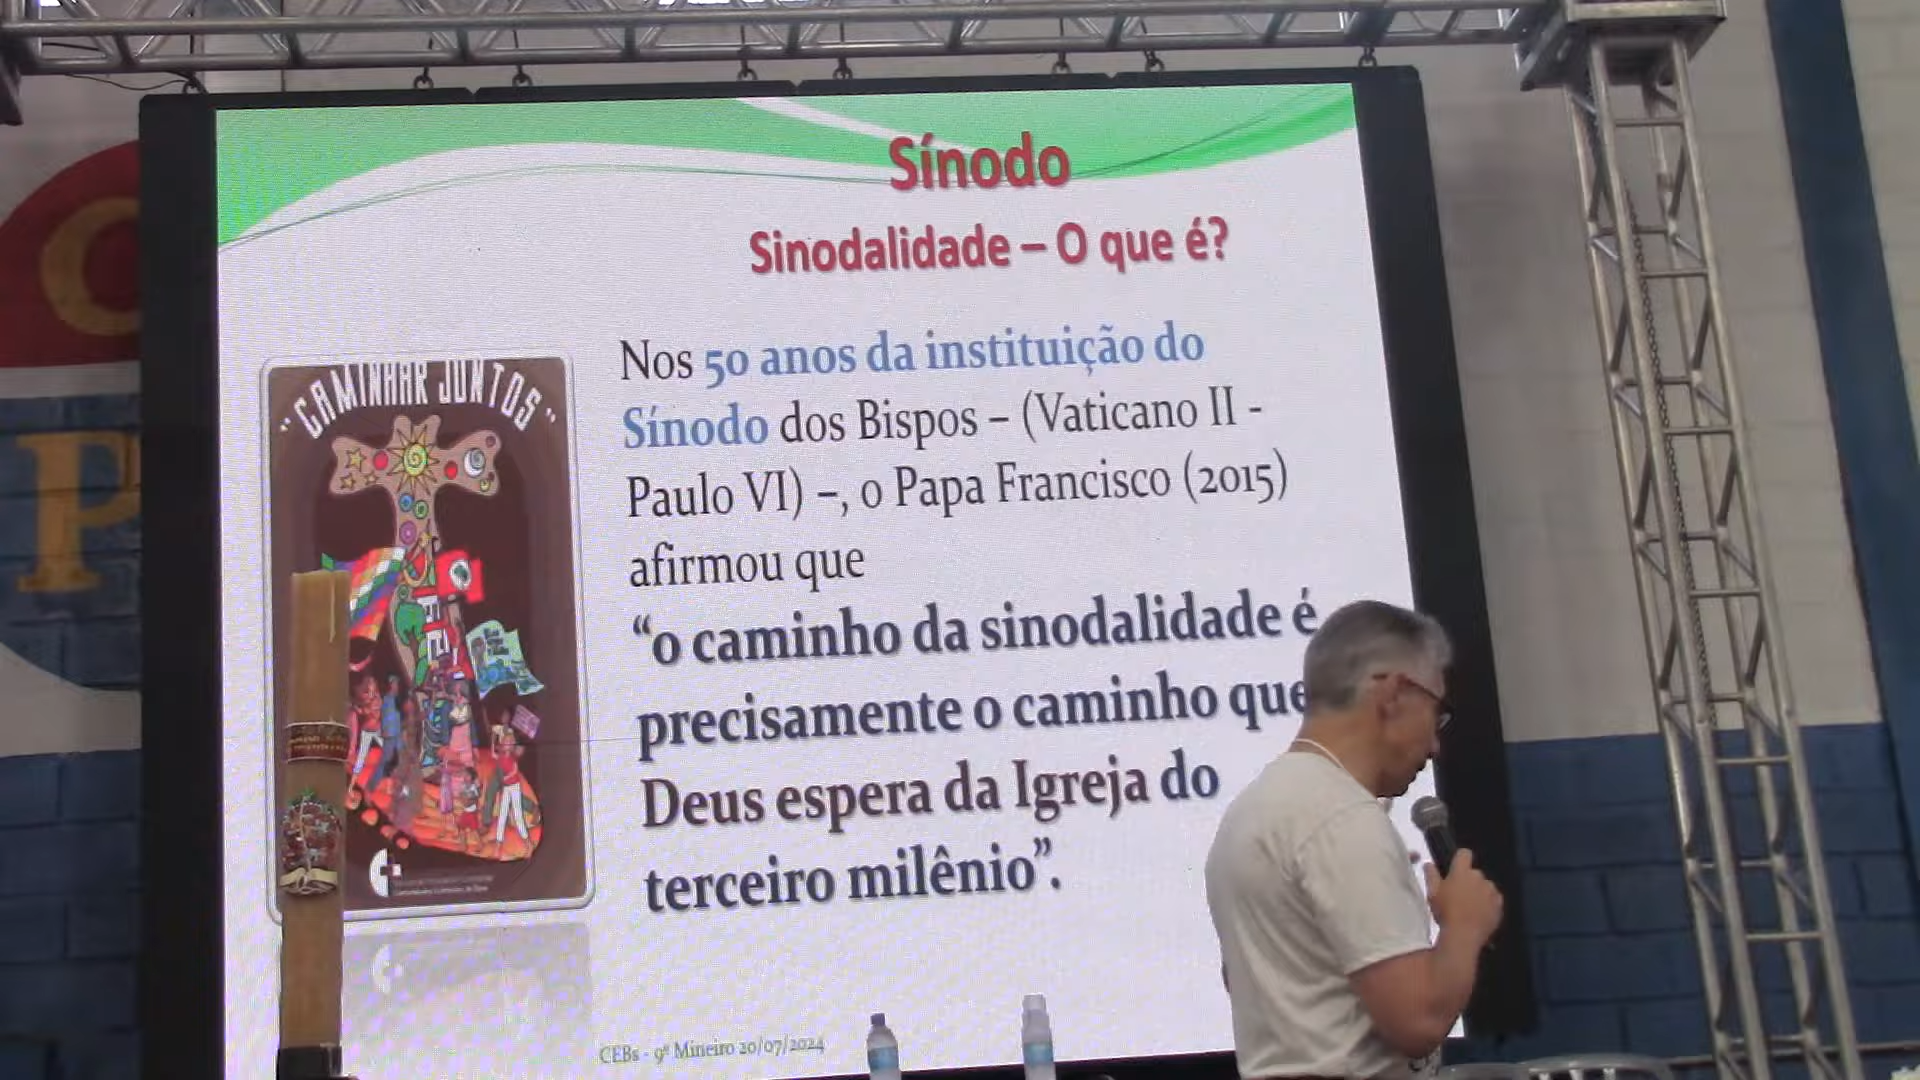 Sínodo
Sinodalidade – O que é?
Nos 50 anos da instituição do
Sínodo dos Bispos – (Vaticano II -
Paulo VI) –, o Papa Francisco (2015)
afirmou que
“o caminho da sinodalidade é
precisamente o caminho que
Deus espera da Igreja do
terceiro milênio”.
"CAMINHAR JUNTOS"
CEBs - 9º Mineiro 20/07/2024